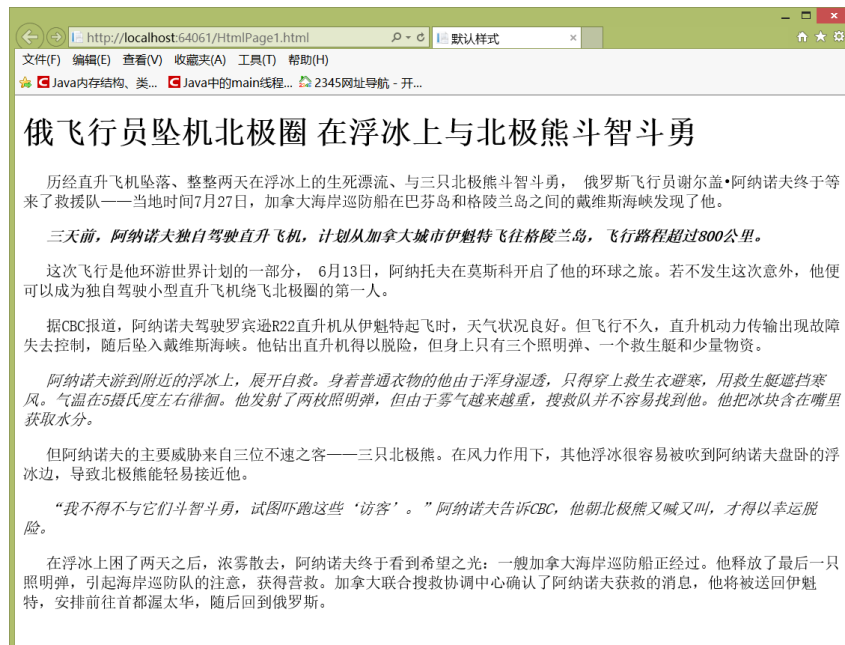 http://localhost:64061/HtmlPage1.html
默认样式
文件(F) 编辑(E) 查看(V) 收藏夹(A) 工具(T) 帮助(H)
Java内存结构、类... Java中的main线程... 2345网址导航 - 开...
俄飞行员坠机北极圈 在浮冰上与北极熊斗智斗勇
历经直升飞机坠落、整整两天在浮冰上的生死漂流、与三只北极熊斗智斗勇， 俄罗斯飞行员谢尔盖•阿纳诺夫终于等
来了救援队——当地时间7月27日，加拿大海岸巡防船在巴芬岛和格陵兰岛之间的戴维斯海峡发现了他。
三天前，阿纳诺夫独自驾驶直升飞机，计划从加拿大城市伊魁特飞往格陵兰岛，飞行路程超过800公里。
这次飞行是他环游世界计划的一部分， 6月13日，阿纳托夫在莫斯科开启了他的环球之旅。若不发生这次意外，他便
可以成为独自驾驶小型直升飞机绕飞北极圈的第一人。
据CBC报道，阿纳诺夫驾驶罗宾逊R22直升机从伊魁特起飞时，天气状况良好。但飞行不久，直升机动力传输出现故障
失去控制，随后坠入戴维斯海峡。他钻出直升机得以脱险，但身上只有三个照明弹、一个救生艇和少量物资。
阿纳诺夫游到附近的浮冰上，展开自救。身着普通衣物的他由于浑身湿透，只得穿上救生衣避寒，用救生艇遮挡寒
风。气温在5摄氏度左右徘徊。他发射了两枚照明弹，但由于雾气越来越重，搜救队并不容易找到他。他把冰块含在嘴里
获取水分。
但阿纳诺夫的主要威胁来自三位不速之客——三只北极熊。在风力作用下，其他浮冰很容易被吹到阿纳诺夫盘卧的浮
冰边，导致北极熊能轻易接近他。
“我不得不与它们斗智斗勇，试图吓跑这些‘访客’。”阿纳诺夫告诉CBC，他朝北极熊又喊又叫，才得以幸运脱
险。
在浮冰上困了两天之后，浓雾散去，阿纳诺夫终于看到希望之光：一艘加拿大海岸巡防船正经过。他释放了最后一只
照明弹，引起海岸巡防队的注意，获得营救。加拿大联合搜救协调中心确认了阿纳诺夫获救的消息，他将被送回伊魁
特，安排前往首都渥太华，随后回到俄罗斯。